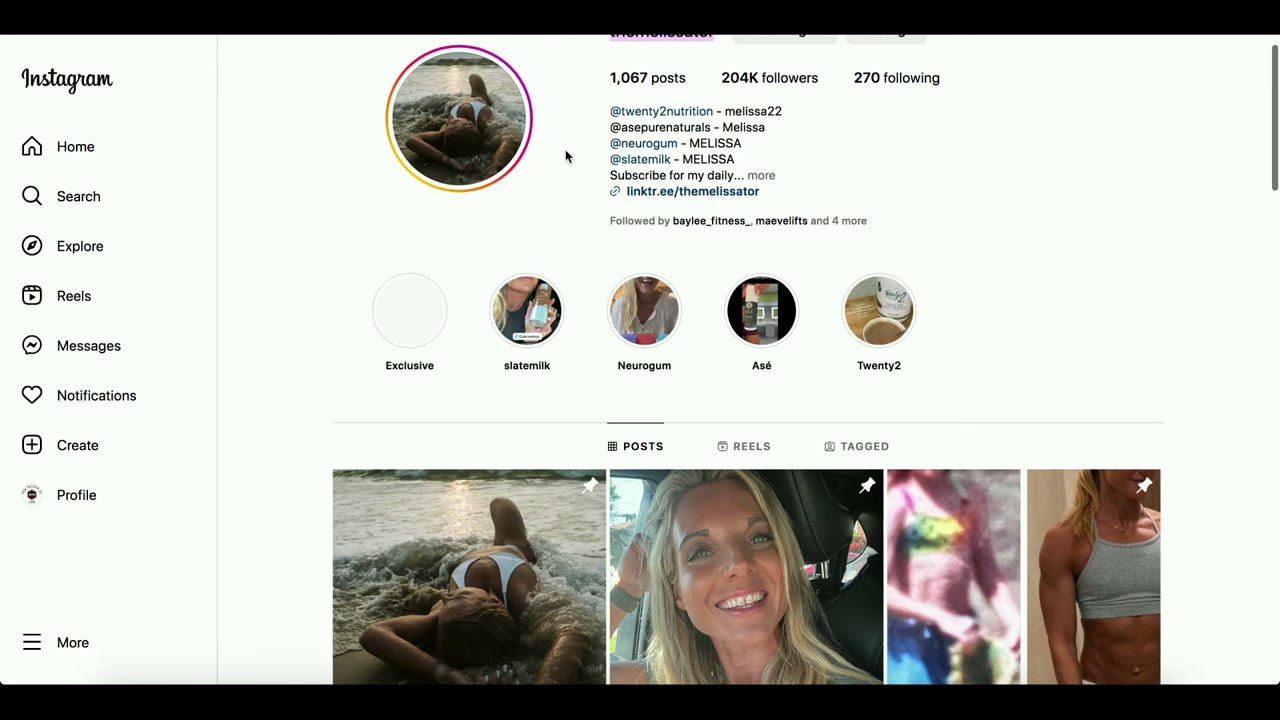 themelissator
1,067 posts 204K followers 270 following
Instagram
@twenty2nutrition - melissa22
@asepurenaturals - Melissa
@neurogum - MELISSA
@slatemilk - MELISSA
Subscribe for my daily... more
linktr.ee/themelissator
Followed by baylee_fitness_, maevelifts and 4 more
Home
Search
Explore
Reels
Messages
Notifications
Create
Profile
More
Exclusive slatemilk Neurogum Asé Twenty2
POSTS REELS TAGGED